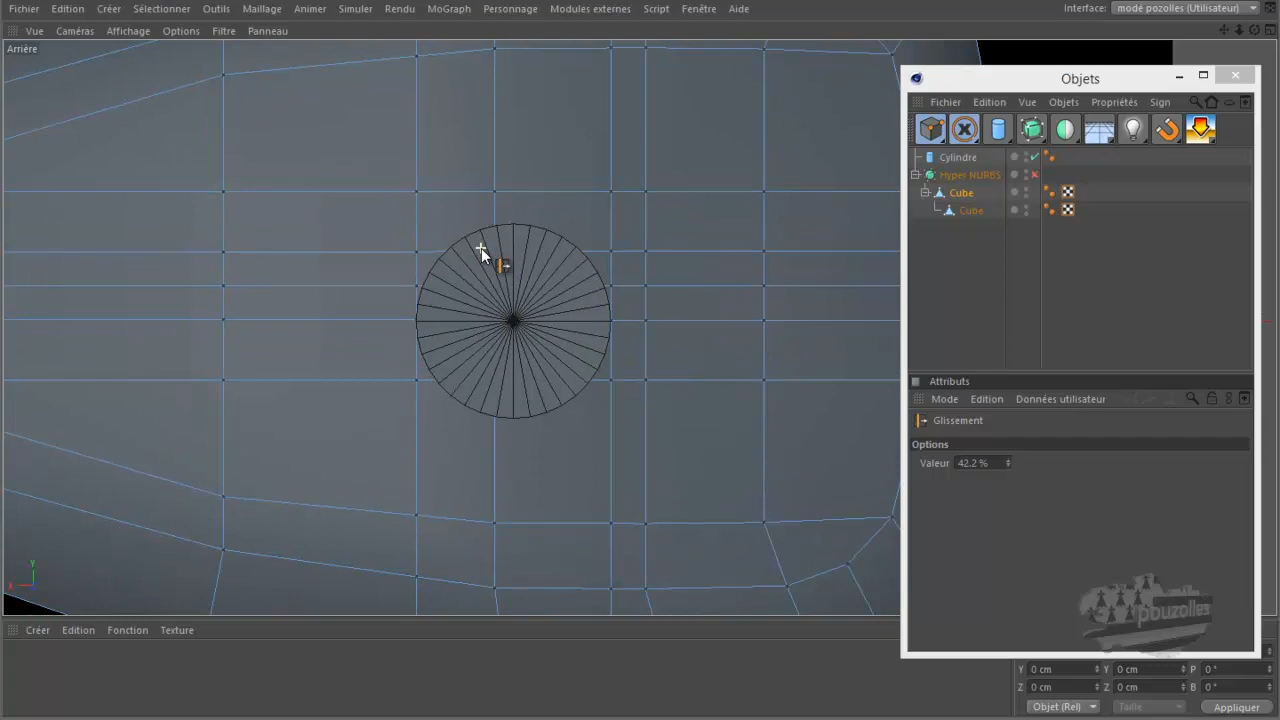 Fichier Edition Créer Sélectionner Outils Maillage Animer Simuler Rendu MoGraph Personnage Modules externes Script Fenêtre Aide Interface: modé pozolles (Utilisateur)
Vue Caméras Affichage Options Filtre Panneau
Arrière
Objets
Fichier Edition Vue Objets Propriétés Sign
Cylindre
Hyper NURBS
Cube
Cube
Attributs
Mode Edition Données utilisateur
Glissement
Options
Valeur 42.2 %
Y
X
pouzolles
Créer Edition Fonction Texture
Y 0 cm Y 0 cm P 0 °
Z 0 cm Z 0 cm B 0 °
Objet (Rel) Taille Appliquer